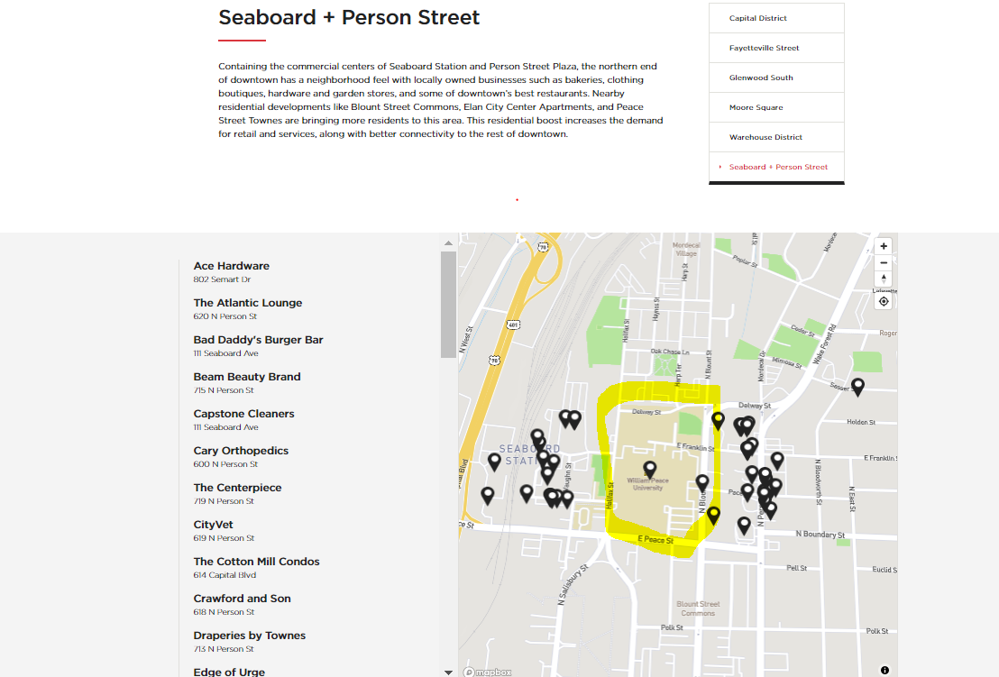 Seaboard + Person Street
Containing the commercial centers of Seaboard Station and Person Street Plaza, the northern end
of downtown has a neighborhood feel with locally owned businesses such as bakeries, clothing
boutiques, hardware and garden stores, and some of downtown's best restaurants. Nearby
residential developments like Blount Street Commons, Elan City Center Apartments, and Peace
Street Townes are bringing more residents to this area. This residential boost increases the demand
for retail and services, along with better connectivity to the rest of downtown.
Capital District
Fayetteville Street
Glenwood South
Moore Square
Warehouse District
Seaboard + Person Street
Ace Hardware
802 Semart Dr
The Atlantic Lounge
620 N Person St
Bad Daddy's Burger Bar
111 Seaboard Ave
Beam Beauty Brand
715 N Person St
Capstone Cleaners
111 Seaboard Ave
Cary Orthopedics
600 N Person St
The Centerpiece
719 N Person St
CityVet
619 N Person St
The Cotton Mill Condos
614 Capital Blvd
Crawford and Son
618 N Person St
Draperies by Townes
713 N Person St
Edge of Urge
70
Mordecai
Village
Poplar St
Mordecai
Harp St
Haynes St
Halifax St
401
N West St
70
Oak Chase Ln
Harp Ter
N Blount St
Cedar St
Mimosa St
Mordecai Dr
Wake Forest Rd
Roger
Sasser
Delway St
Delway St
Holden St
SEABOARD
STATI
E Franklin St
E Franklin
William Peace
University
Vaughn St
Halifax St
N Bloo
Pace
N Pe
N Bloodworth St
N East St
ce St
E Peace St
N Boundary St
N Salisbury St
Pell St
Euclid S
Blount Street
Commons
Polk St
Polk St
mapbox